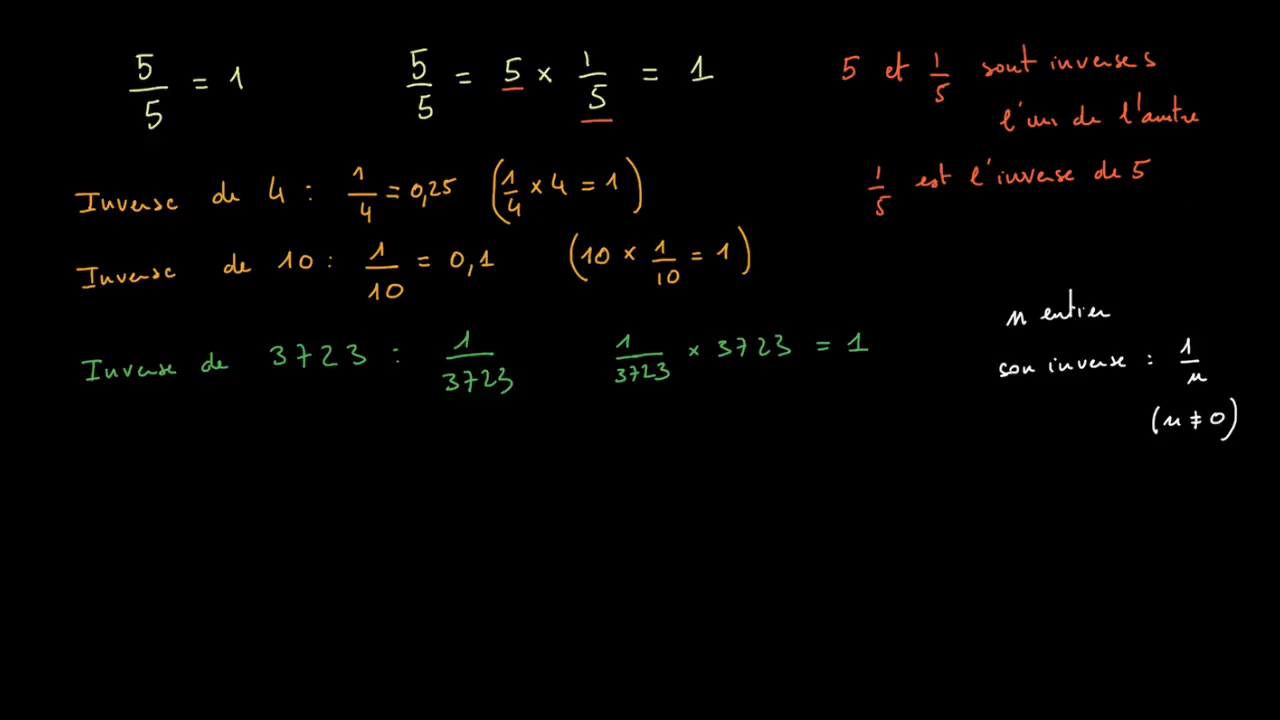 5/5 = 1
5/5 = 5 × 1/5 = 1
5 et 1/5 sont inverses
l'un de l'autre
1/5 est l'inverse de 5
Inverse de 4 : 1/4 = 0,25 (1/4 × 4 = 1)
Inverse de 10 : 1/10 = 0,1 (10 × 1/10 = 1)
Inverse de 3723 : 1/3723 1/3723 × 3723 = 1
n entier
son inverse : 1/n
(n ≠ 0)